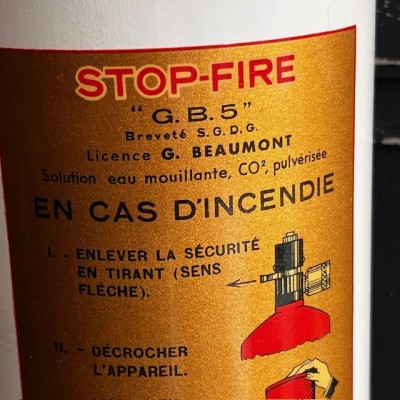 STOP-FIRE
“ G.B.5 ”
Breveté S.G.D.G.
Licence G. BEAUMONT
Solution eau mouillante, CO², pulvérisée
EN CAS D'INCENDIE
I. - ENLEVER LA SÉCURITÉ
EN TIRANT (SENS
FLÈCHE).
II. - DÉCROCHER
L'APPAREIL.